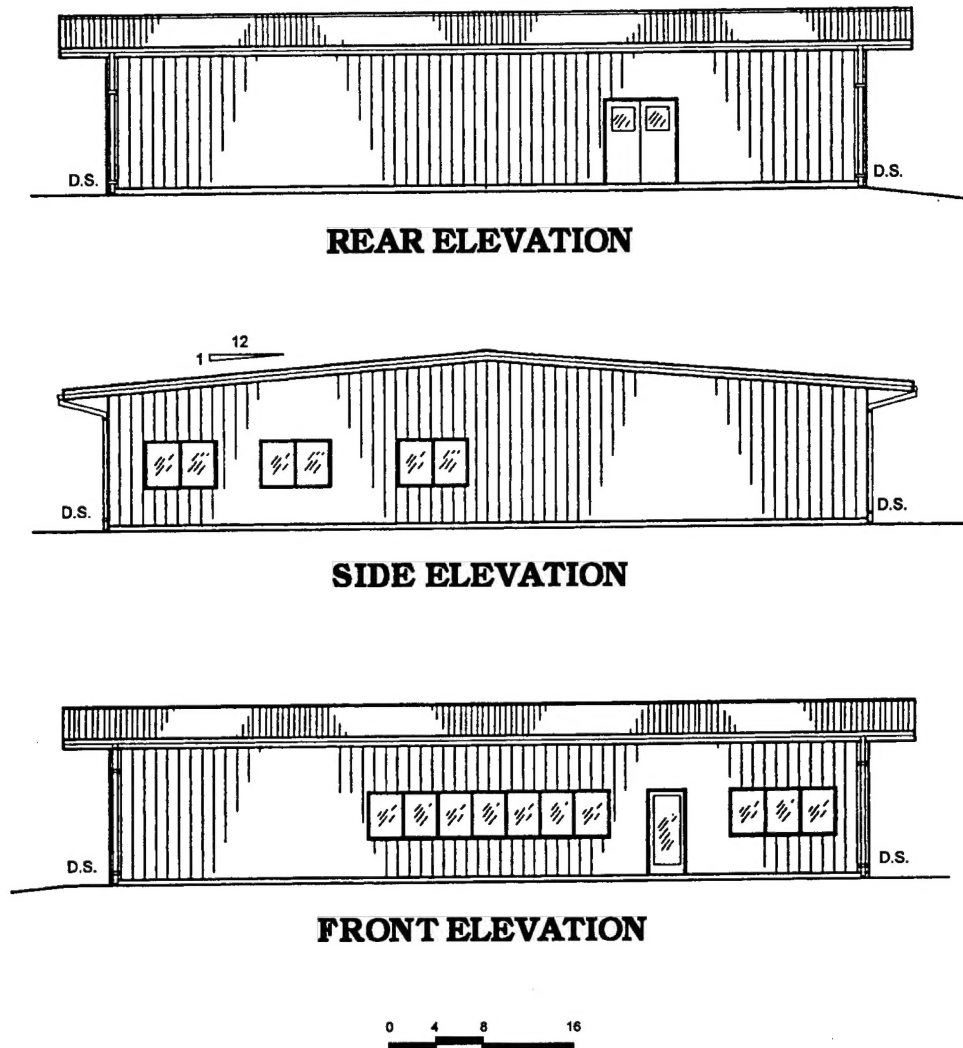 D.S. D.S.
REAR ELEVATION
12
1
D.S. D.S.
SIDE ELEVATION
D.S. D.S.
FRONT ELEVATION
0 4 8 16